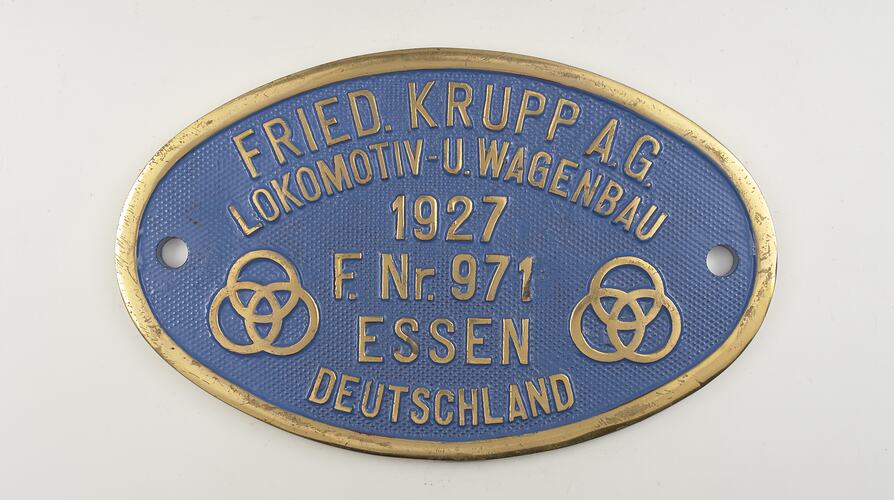 FRIED. KRUPP A.G.
LOKOMOTIV-U.WAGENBAU
1927
F. Nr. 971
ESSEN
DEUTSCHLAND